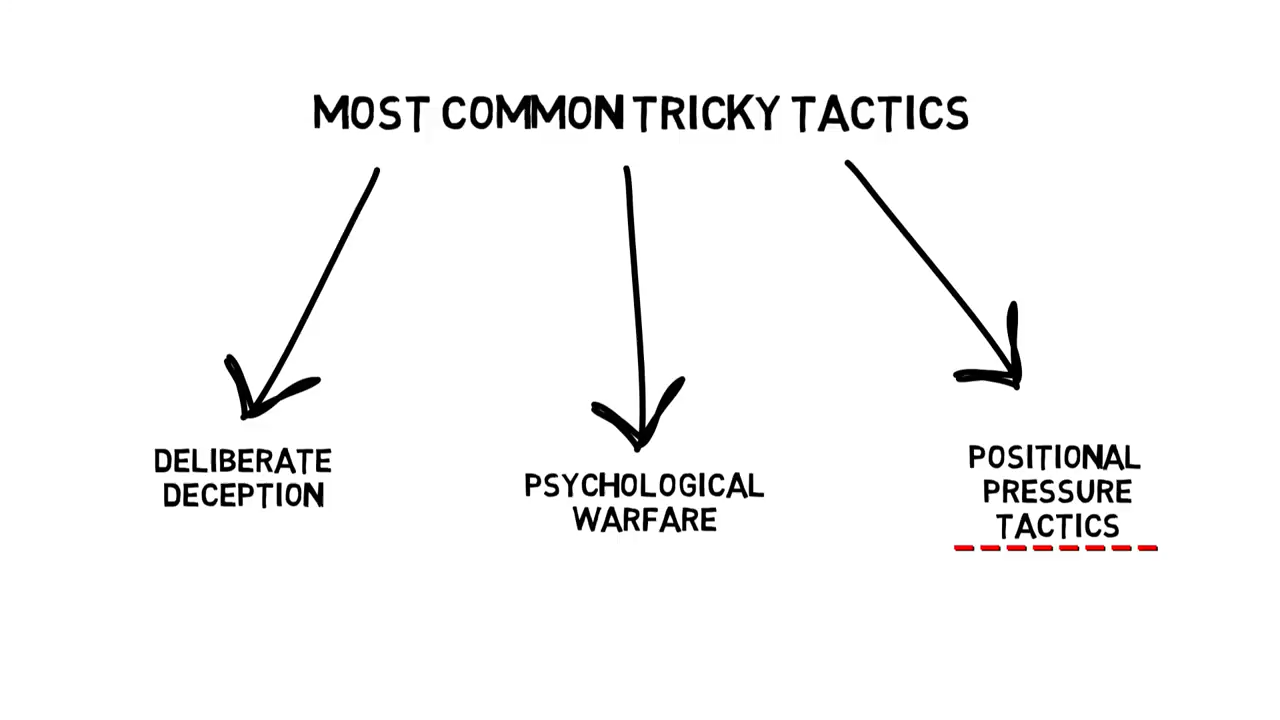 MOST COMMON TRICKY TACTICS
DELIBERATE
DECEPTION
PSYCHOLOGICAL
WARFARE
POSITIONAL
PRESSURE
TACTICS